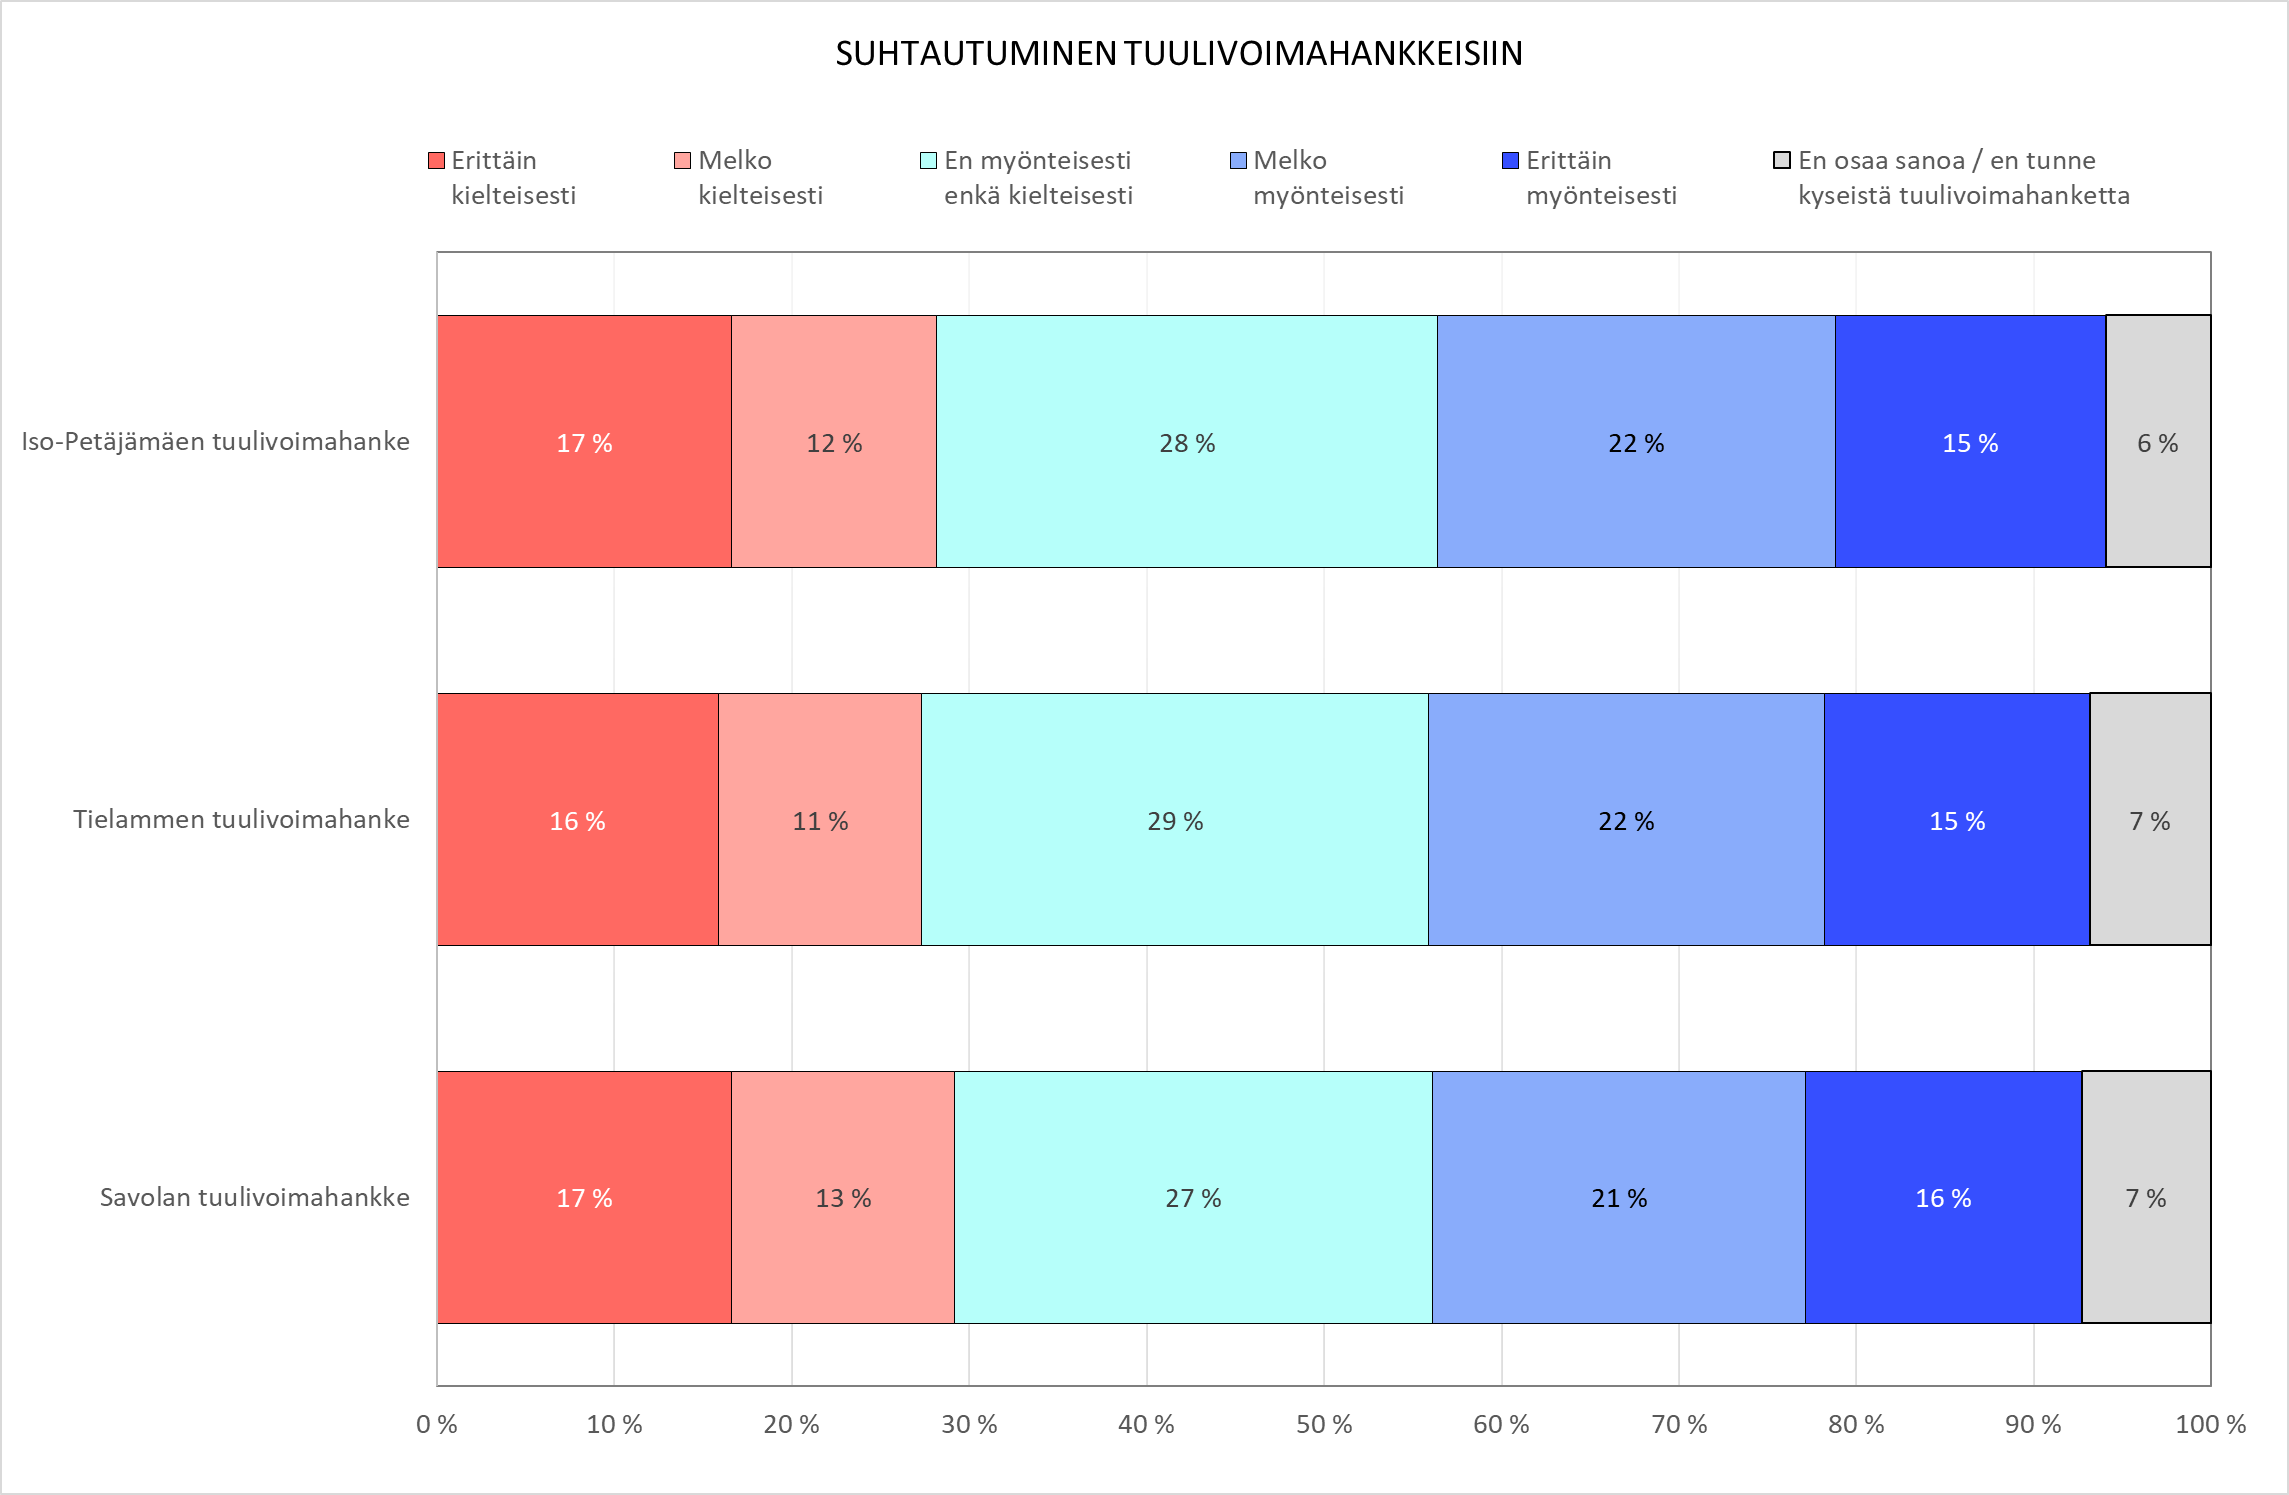 SUHTAUTUMINEN TUULIVOIMAHANKKEISIIN
Erittäin
kielteisesti
Melko
kielteisesti
En myönteisesti
enkä kielteisesti
Melko
myönteisesti
Erittäin
myönteisesti
En osaa sanoa / en tunne
kyseistä tuulivoimahanketta
Iso-Petäjämäen tuulivoimahanke
17 %
12 %
28 %
22 %
15 %
6 %
Tielammen tuulivoimahanke
16 %
11 %
29 %
22 %
15 %
7 %
Savolan tuulivoimahankke
17 %
13 %
27 %
21 %
16 %
7 %
0 %
10 %
20 %
30 %
40 %
50 %
60 %
70 %
80 %
90 %
100 %